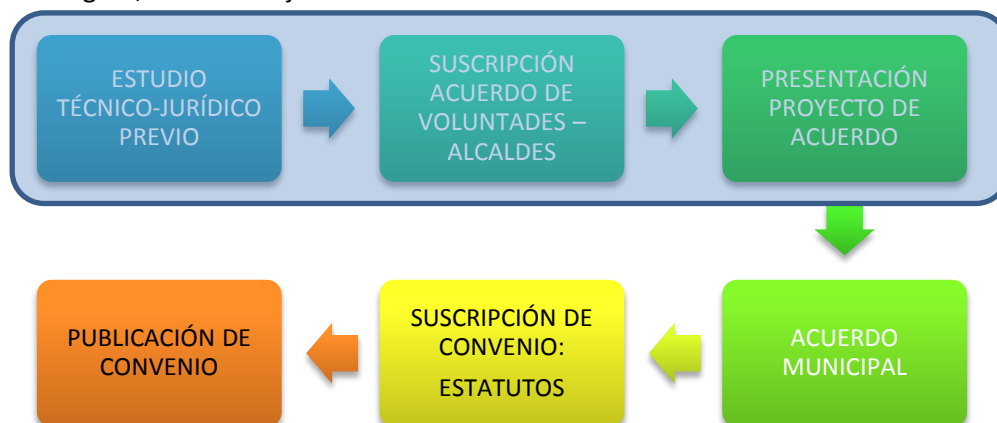 ESTUDIO
TÉCNICO-JURÍDICO
PREVIO
SUSCRIPCIÓN
ACUERDO DE
VOLUNTADES –
ALCALDES
PRESENTACIÓN
PROYECTO DE
ACUERDO
PUBLICACIÓN DE
CONVENIO
SUSCRIPCIÓN DE
CONVENIO:
ESTATUTOS
ACUERDO
MUNICIPAL